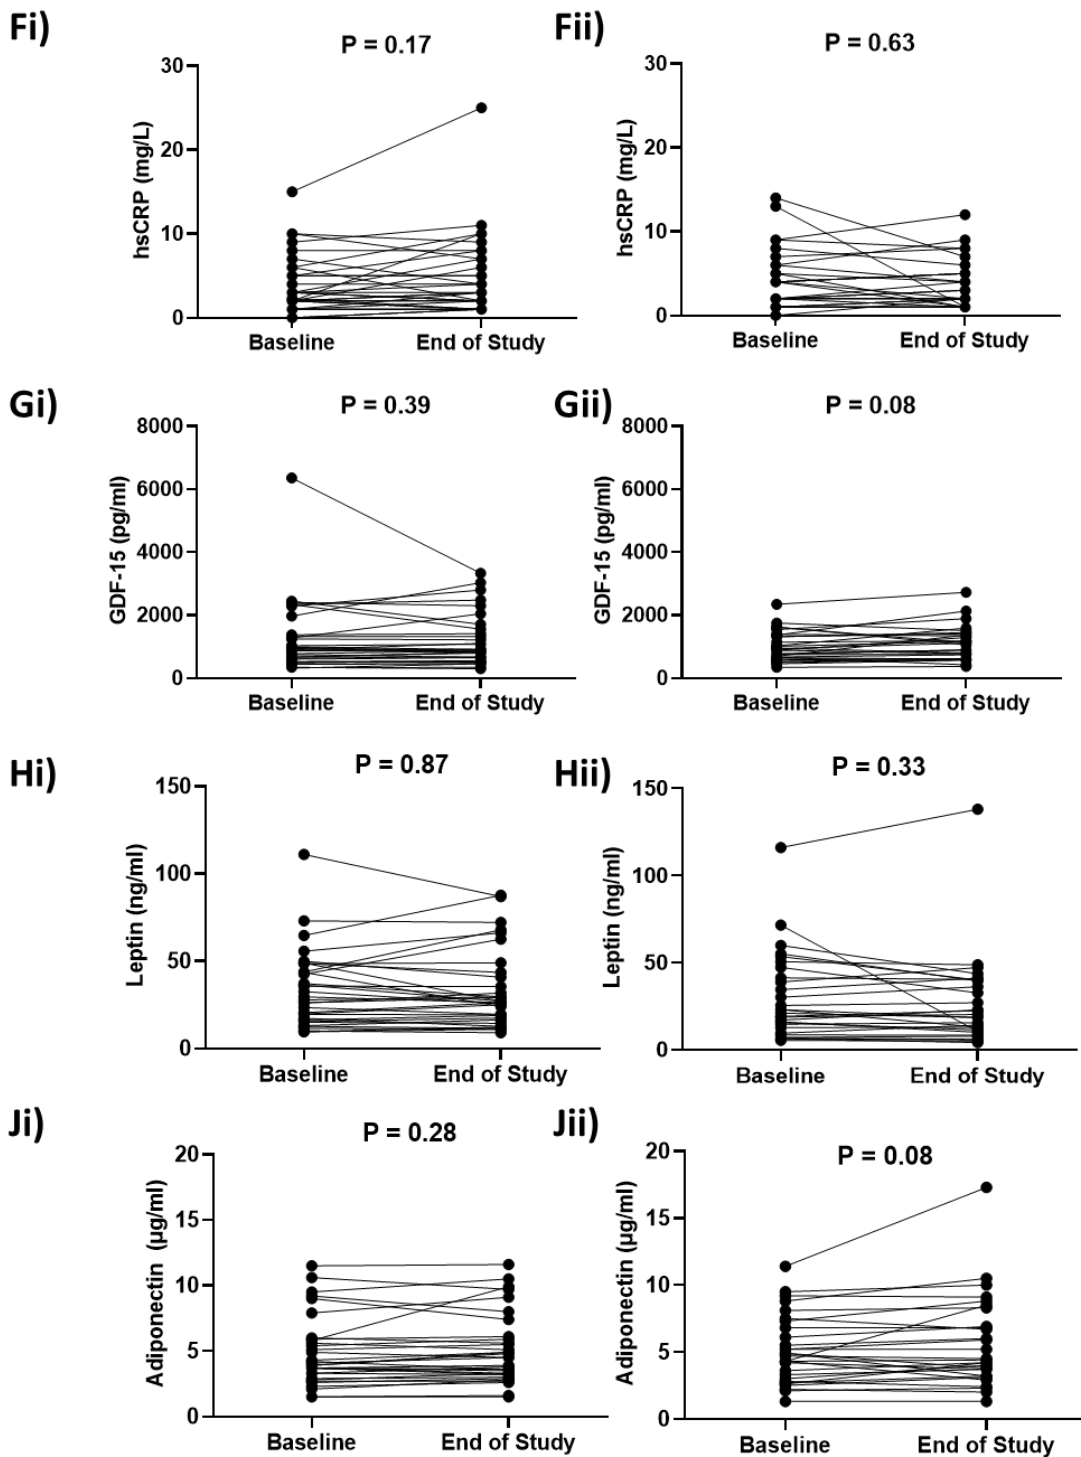 Fi)
P = 0.17
hsCRP (mg/L)
30
20
10
0
Baseline
End of Study
Fii)
P = 0.63
hsCRP (mg/L)
30
20
10
0
Baseline
End of Study
Gi)
P = 0.39
GDF-15 (pg/ml)
8000
6000
4000
2000
0
Baseline
End of Study
Gii)
P = 0.08
GDF-15 (pg/ml)
8000
6000
4000
2000
0
Baseline
End of Study
Hi)
P = 0.87
Leptin (ng/ml)
150
100
50
0
Baseline
End of Study
Hii)
P = 0.33
Leptin (ng/ml)
150
100
50
0
Baseline
End of Study
Ji)
P = 0.28
Adiponectin (µg/ml)
20
15
10
5
0
Baseline
End of Study
Jii)
P = 0.08
Adiponectin (µg/ml)
20
15
10
5
0
Baseline
End of Study